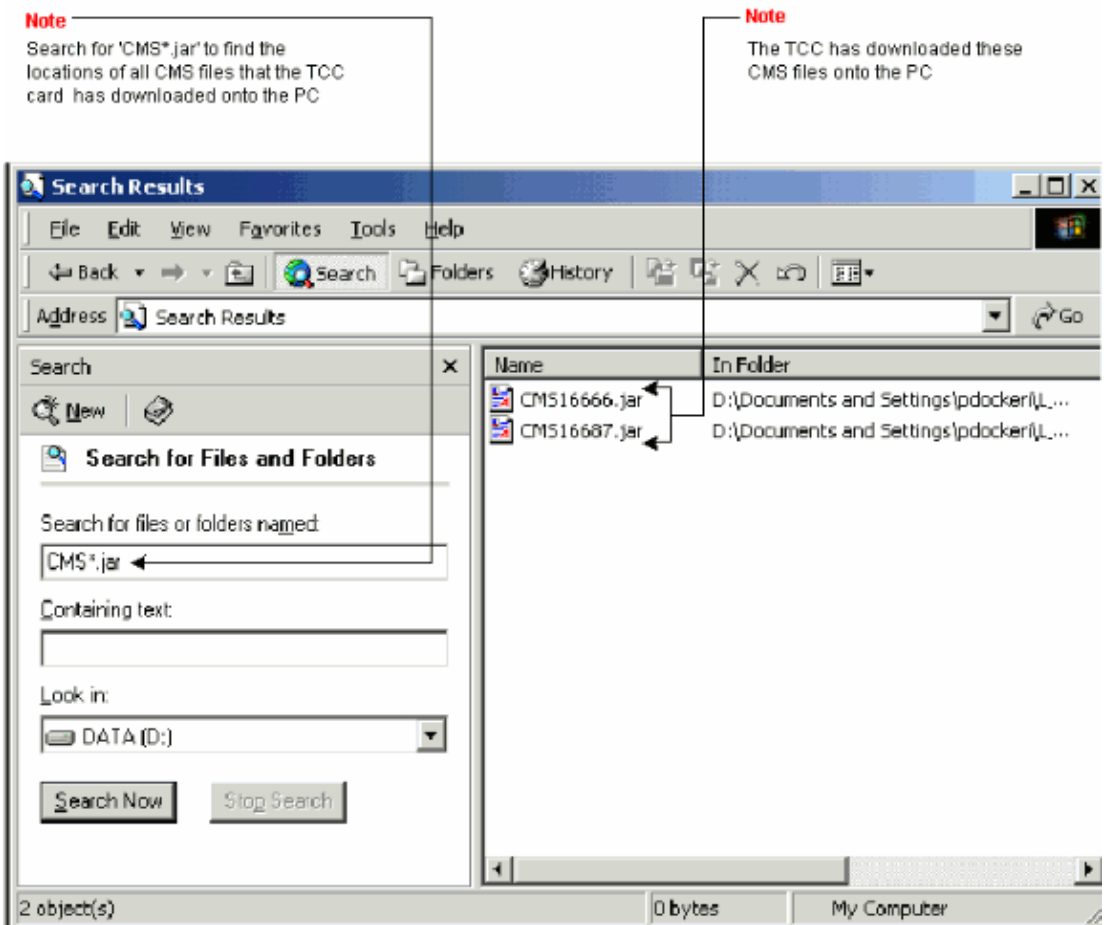 Note
Search for 'CMS*.jar' to find the
locations of all CMS files that the TCC
card has downloaded onto the PC
Note
The TCC has downloaded these
CMS files onto the PC
Search Results
File Edit View Favorites Tools Help
Back Search Folders History
Address Search Results Go
Search
New
Search for Files and Folders
Search for files or folders named:
CMS*.jar
Containing text:
Look in:
DATA (D:)
Search Now Stop Search
Name In Folder
CMS16666.jar D:\Documents and Settings\pdockeri\L_...
CMS16687.jar D:\Documents and Settings\pdockeri\L_...
2 object(s) 0 bytes My Computer